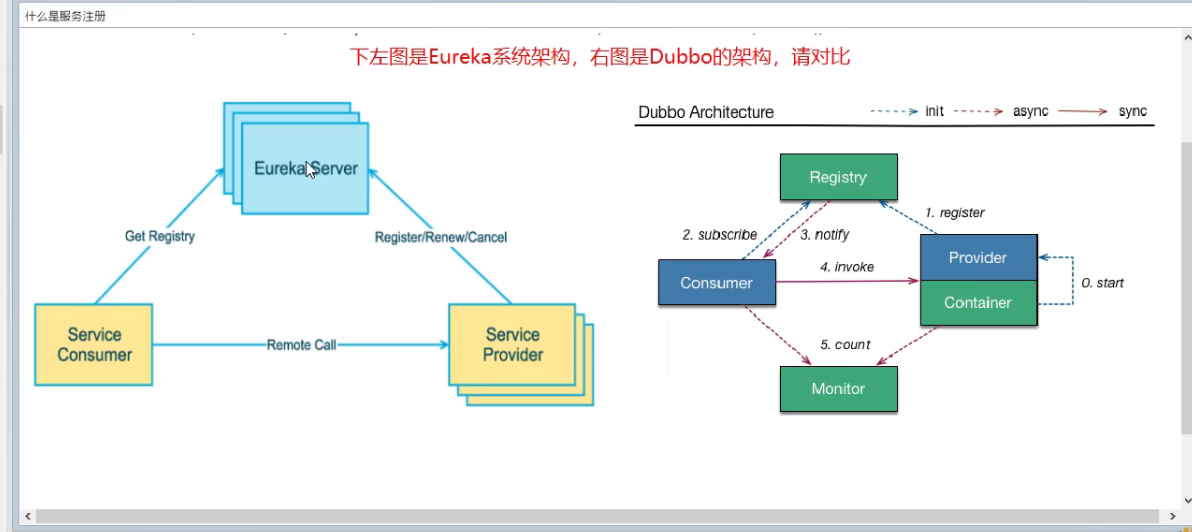 什么是服务注册
下左图是Eureka系统架构，右图是Dubbo的架构，请对比
Eureka Server
Get Registry
Register/Renew/Cancel
Service
Consumer
Remote Call
Service
Provider
Dubbo Architecture
init
async
sync
Registry
1. register
2. subscribe
3. notify
Consumer
4. invoke
Provider
Container
0. start
5. count
Monitor